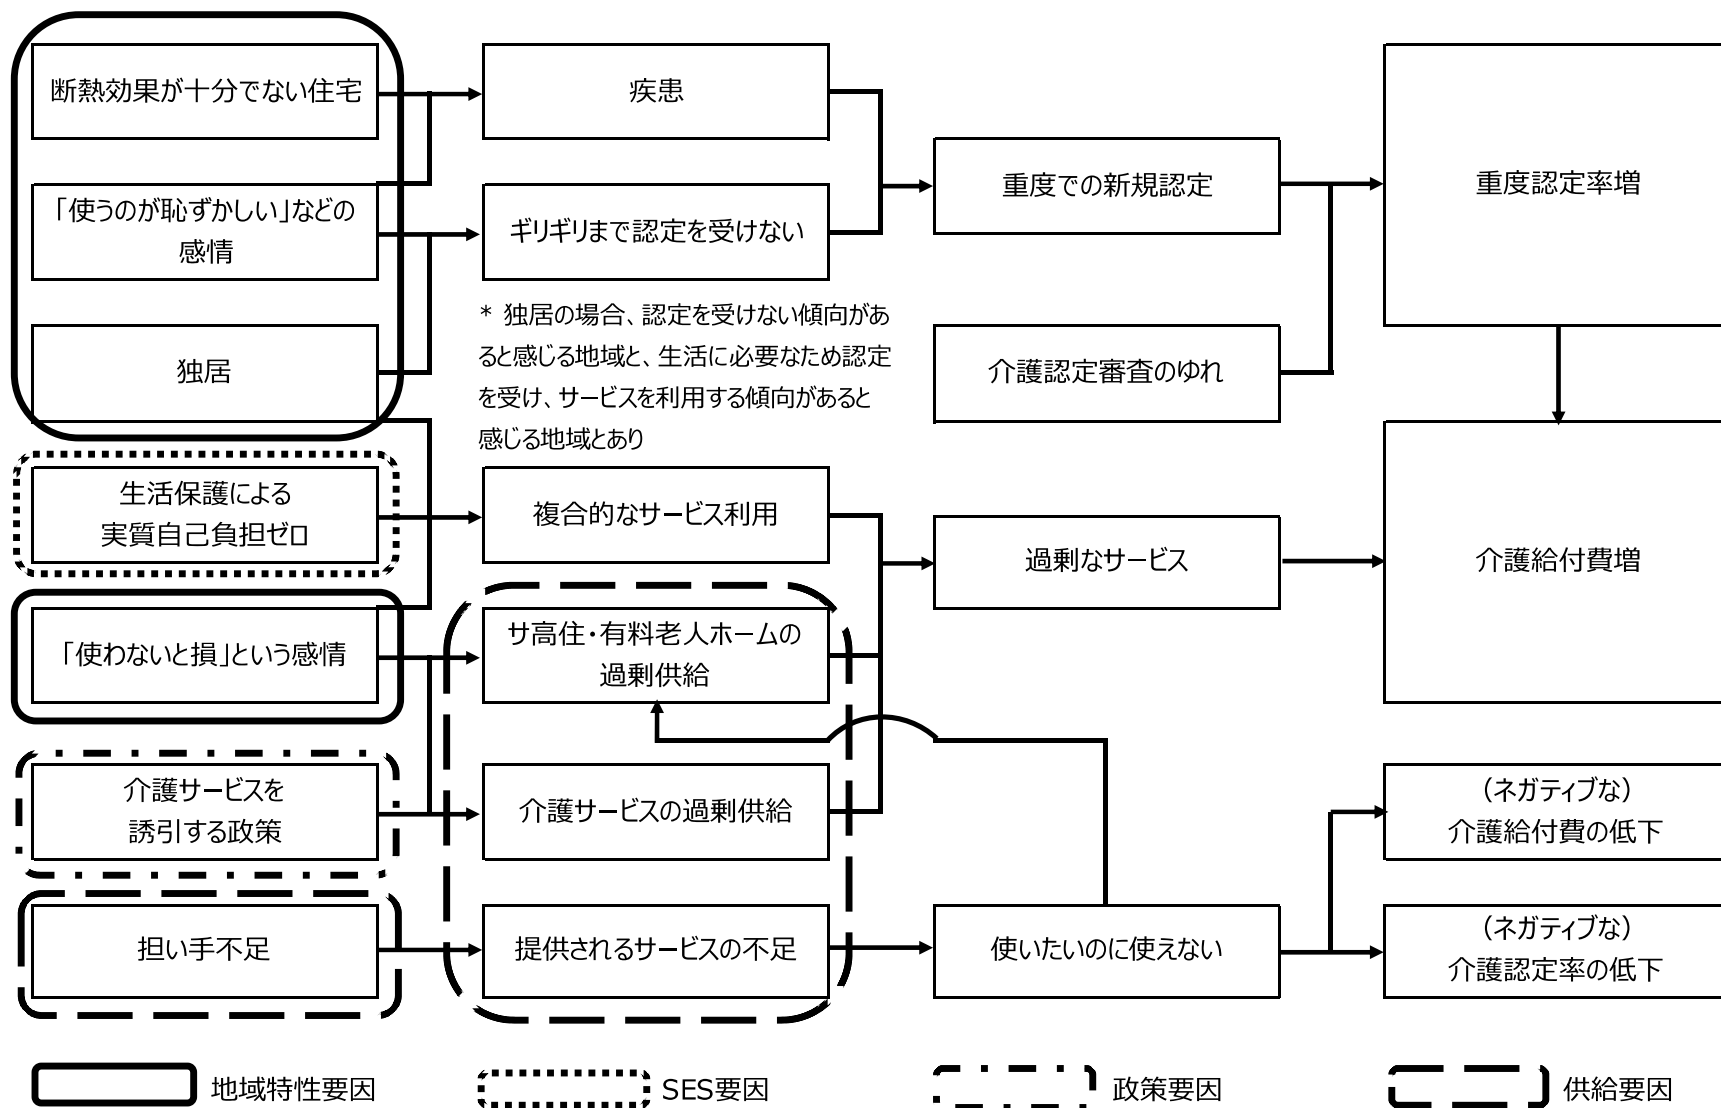 断熱効果が十分でない住宅
疾患
重度での新規認定
重度認定率増
「使うのが恥ずかしい」などの
感情
ギリギリまで認定を受けない
* 独居の場合、認定を受けない傾向があ
ると感じる地域と、生活に必要なため認定
を受け、サービスを利用する傾向があると
感じる地域とあり
独居
介護認定審査のゆれ
生活保護による
実質自己負担ゼロ
複合的なサービス利用
過剰なサービス
介護給付費増
「使わないと損」という感情
サ高住・有料老人ホームの
過剰供給
介護サービスを
誘引する政策
介護サービスの過剰供給
(ネガティブな)
介護給付費の低下
担い手不足
提供されるサービスの不足
使いたいのに使えない
(ネガティブな)
介護認定率の低下
地域特性要因
SES要因
政策要因
供給要因